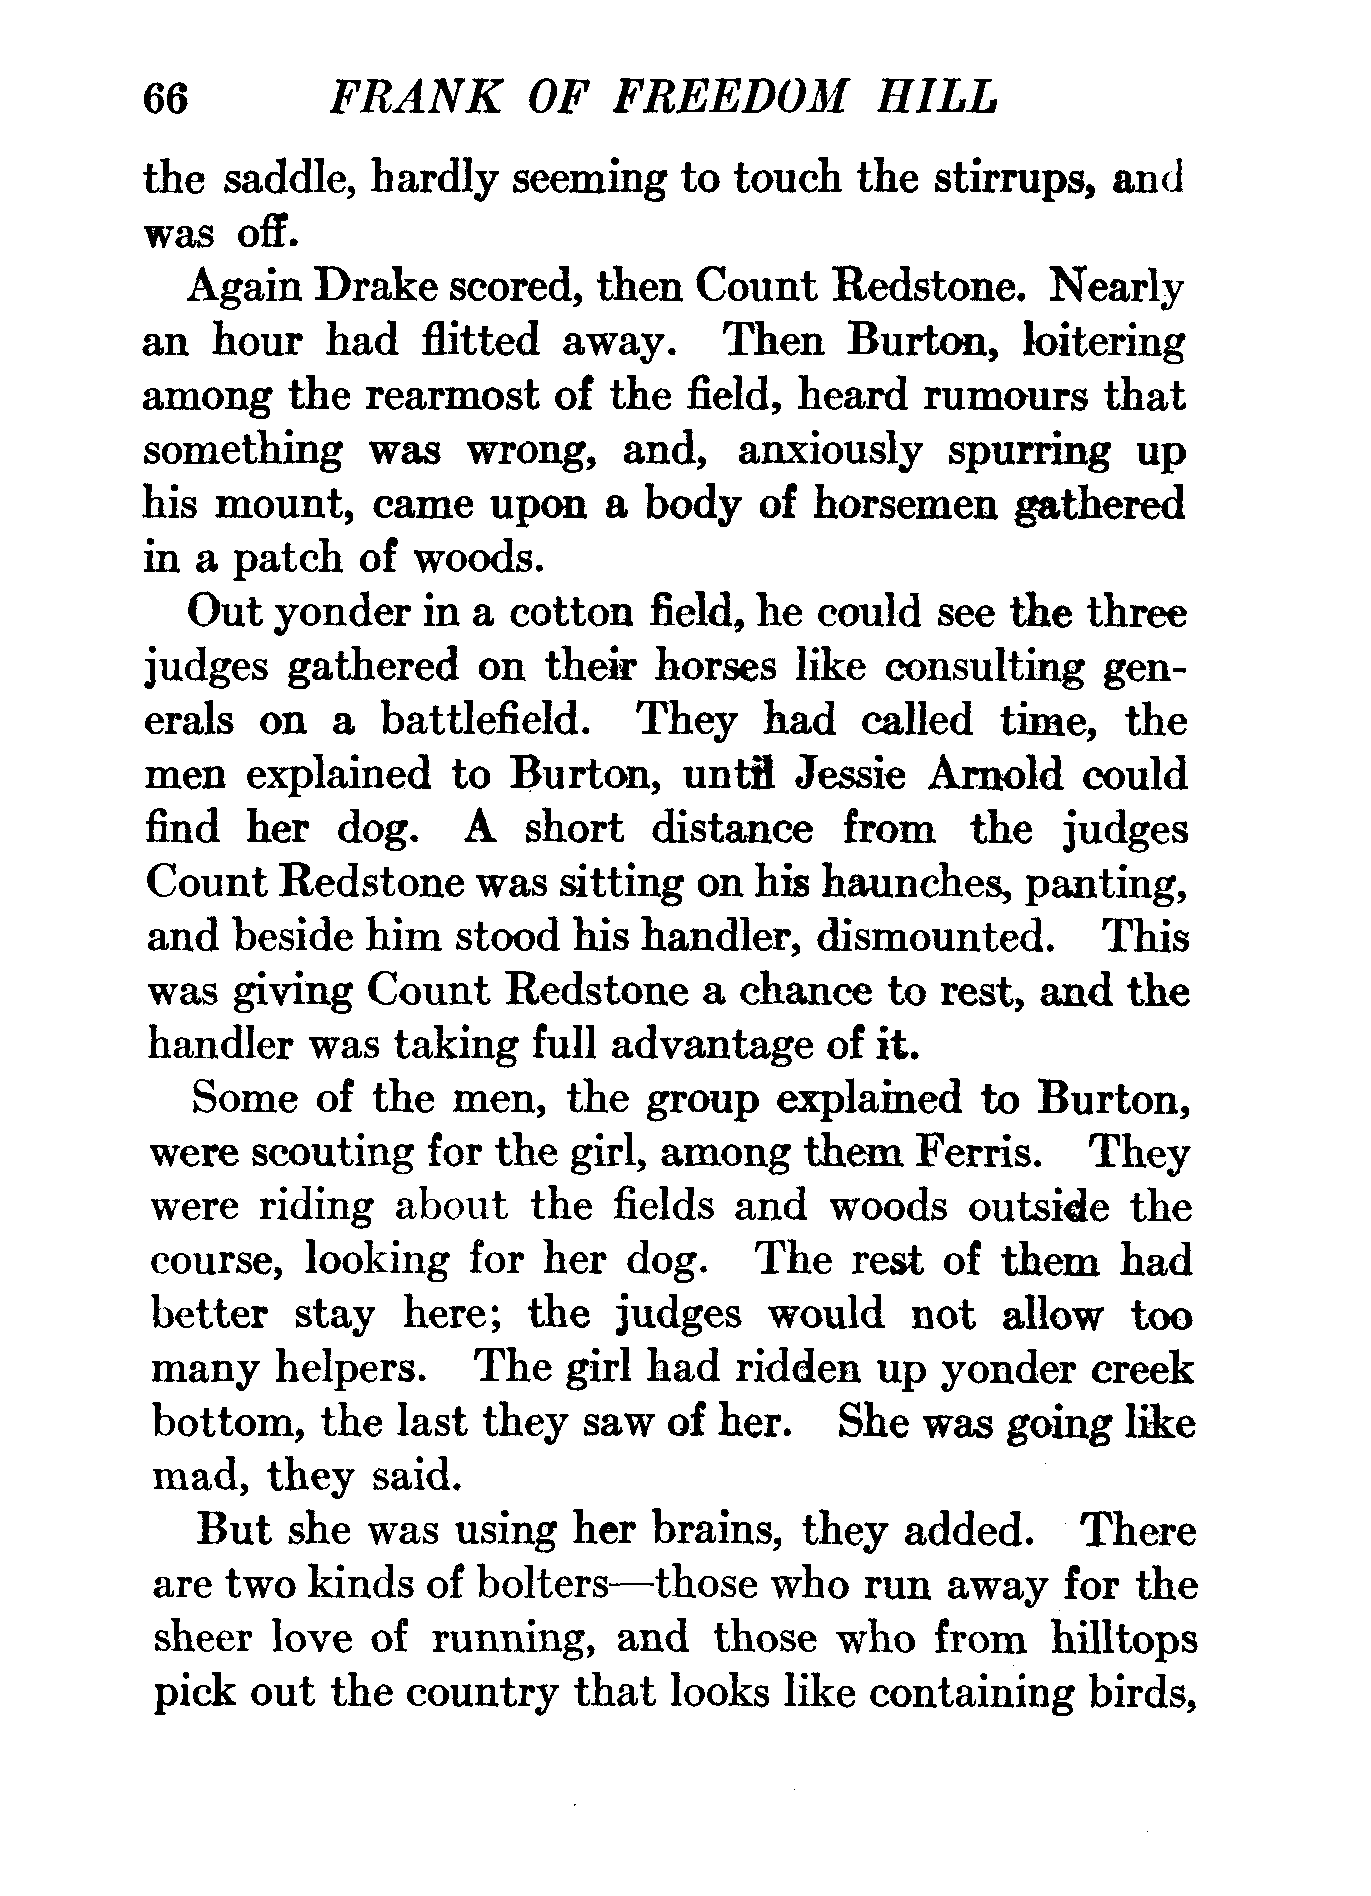 66 FRANK OF FREEDOM HILL
the saddle, hardly seeming to touch the stirrups, and
was off.
Again Drake scored, then Count Redstone. Nearly
an hour had flitted away. Then Burton, loitering
among the rearmost of the field, heard rumours that
something was wrong, and, anxiously spurring up
his mount, came upon a body of horsemen gathered
in a patch of woods.
Out yonder in a cotton field, he could see the three
judges gathered on their horses like consulting gen-
erals on a battlefield. They had called time, the
men explained to Burton, until Jessie Arnold could
find her dog. A short distance from the judges
Count Redstone was sitting on his haunches, panting,
and beside him stood his handler, dismounted. This
was giving Count Redstone a chance to rest, and the
handler was taking full advantage of it.
Some of the men, the group explained to Burton,
were scouting for the girl, among them Ferris. They
were riding about the fields and woods outside the
course, looking for her dog. The rest of them had
better stay here; the judges would not allow too
many helpers. The girl had ridden up yonder creek
bottom, the last they saw of her. She was going like
mad, they said.
But she was using her brains, they added. There
are two kinds of bolters—those who run away for the
sheer love of running, and those who from hilltops
pick out the country that looks like containing birds,